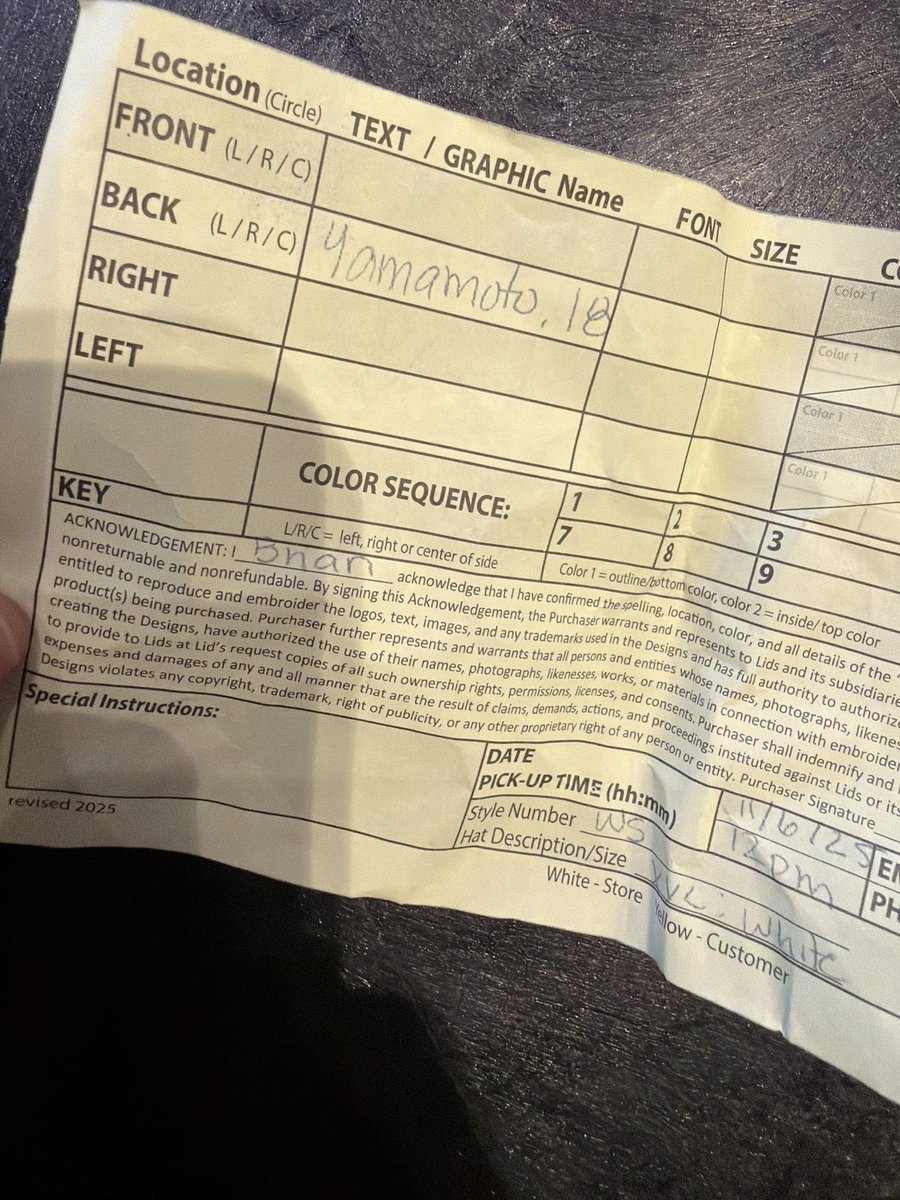 Location (Circle) TEXT / GRAPHIC Name FONT SIZE
FRONT (L/R/C) Color 1
BACK (L/R/C) Yamamoto, 18 Color 1
RIGHT Color 1
LEFT Color 1
KEY COLOR SEQUENCE: 1 2 3
L/R/C = left, right or center of side 7 8 9
Color 1 = outline/bottom color, color 2 = inside/ top color
ACKNOWLEDGEMENT: I acknowledge that I have confirmed the spelling, location, color, and all details of the
nonreturnable and nonrefundable. By signing this Acknowledgement, the Purchaser warrants and represents to Lids and its subsidiaries
entitled to reproduce and embroider the logos, text, images, and any trademarks used in the Designs and has full authority to authorize
product(s) being purchased. Purchaser further represents and warrants that all persons and entities whose names, photographs,
creating the Designs, have authorized the use of their names, photographs, likenesses, works, or materials in connection with
to provide to Lids at Lid's request copies of all such ownership rights, permissions, licenses, and consents. Purchaser shall indemnify and
expenses and damages of any and all manner that are the result of claims, demands, actions, and proceedings instituted against Lids or its
Designs violates any copyright, trademark, right of publicity, or any other proprietary right of any person or entity. Purchaser Signature
Special Instructions:
DATE 11/6/25
PICK-UP TIME (hh:mm) 12pm
Style Number WS
Hat Description/Size White
White - Store Yellow - Customer
revised 2025